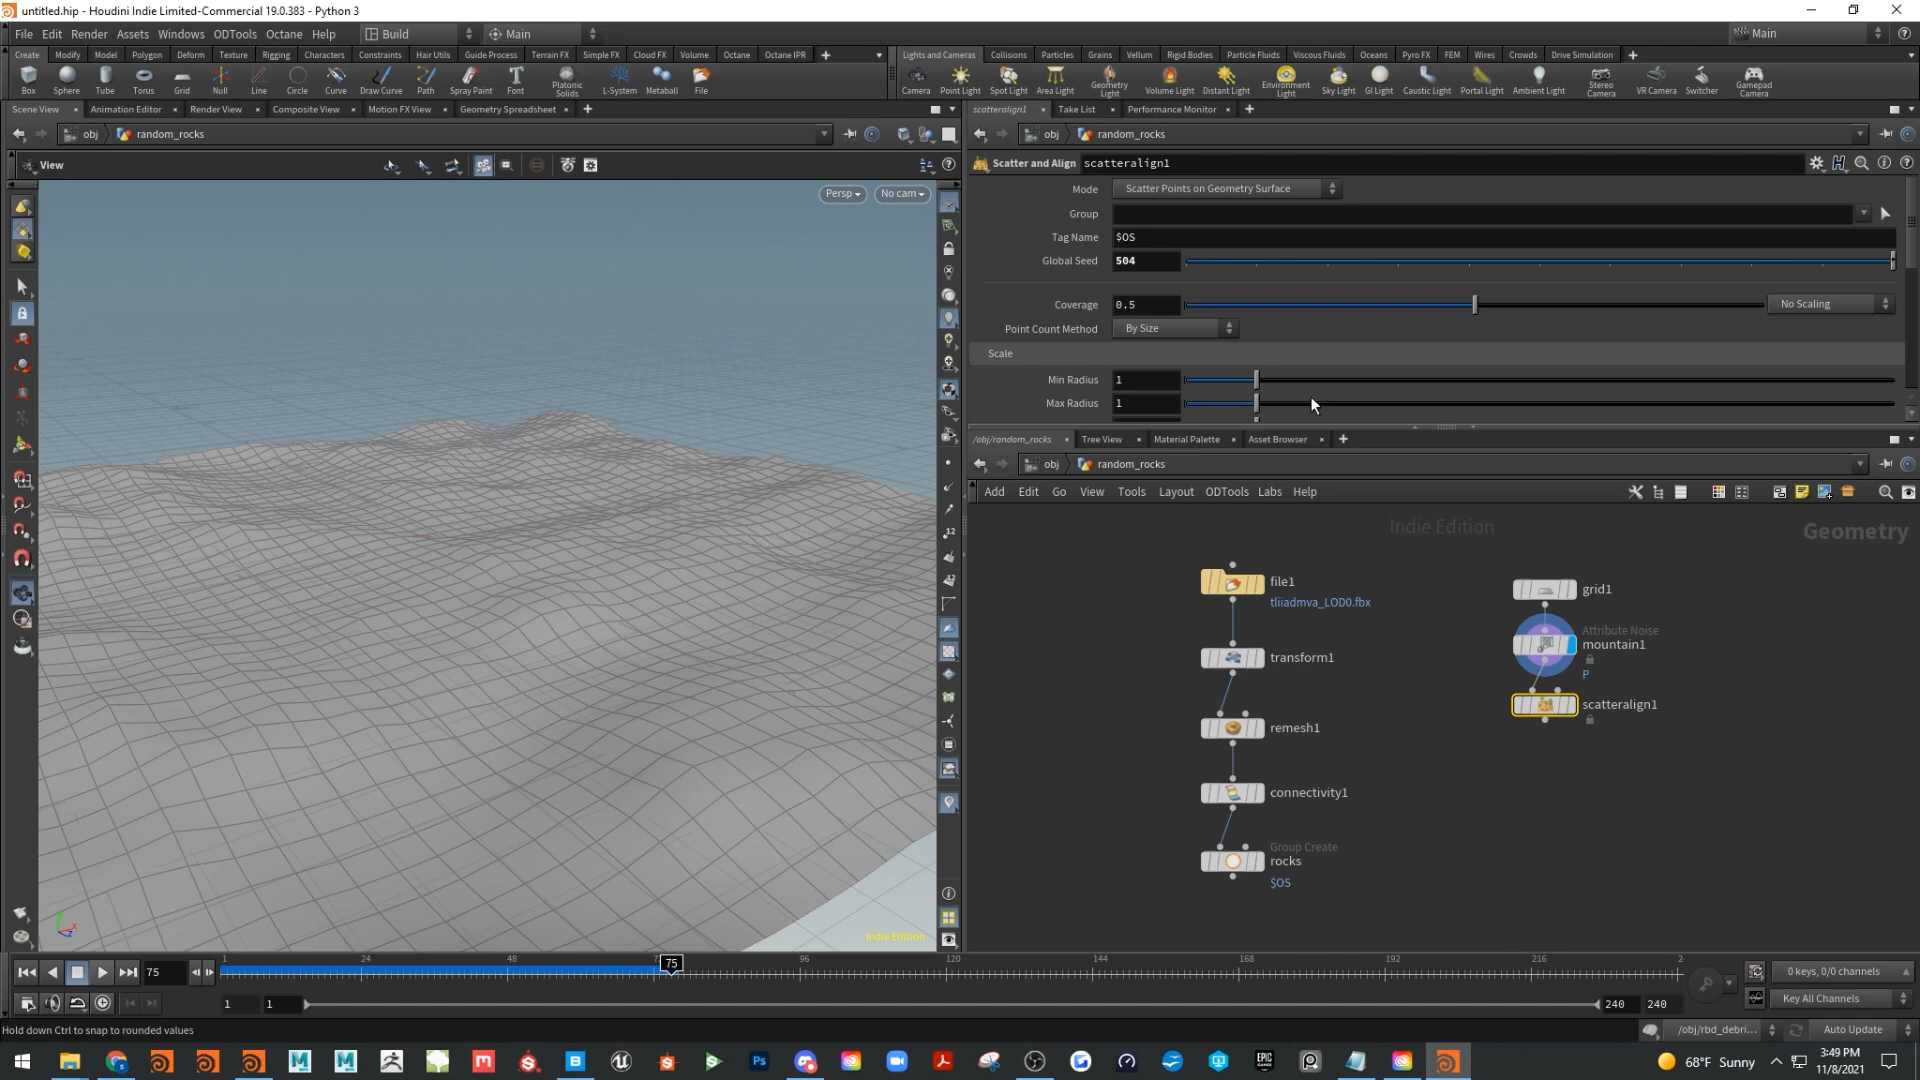 untitled.hip - Houdini Indie Limited-Commercial 19.0.383 - Python 3
File Edit Render Assets Windows ODTools Octane Help Build Main Main
Create Modify Model Polygon Deform Texture Rigging Characters Constraints Hair Utils Guide Process Terrain FX Simple FX Cloud FX Volume Octane Octane IPR
Lights and Cameras Collisions Particles Grains Vellum Rigid Bodies Particle Fluids Viscous Fluids Oceans Pyro FX FEM Wires Crowds Drive Simulation
Box Sphere Tube Torus Grid Null Line Circle Curve Draw Curve Path Spray Paint Font Platonic Solids L-System Metaball File
Camera Point Light Spot Light Area Light Geometry Light Volume Light Distant Light Environment Light Sky Light GI Light Caustic Light Portal Light Ambient Light Stereo Camera VR Camera Switcher Gamepad Camera
Scene View Animation Editor Render View Composite View Motion FX View Geometry Spreadsheet
scatteralign1 Take List Performance Monitor
obj random_rocks
obj random_rocks
View
Scatter and Align scatteralign1
Persp No cam
Mode Scatter Points on Geometry Surface
Group
Tag Name $OS
Global Seed 504
Coverage 0.5 No Scaling
Point Count Method By Size
Scale
Min Radius 1
Max Radius 1
/obj/random_rocks Tree View Material Palette Asset Browser
obj random_rocks
Add Edit Go View Tools Layout ODTools Labs Help
Indie Edition
Geometry
file1
tliiadmva_LOD0.fbx
grid1
Attribute Noise
mountain1
P
transform1
scatteralign1
remesh1
connectivity1
Group Create
rocks
$OS
Indie Edition
75
1 24 48 75 96 120 144 168 192 216 2
0 keys, 0/0 channels
1 1 240 240
Key All Channels
Hold down Ctrl to snap to rounded values
/obj/rbd_debri... Auto Update
68°F Sunny
3:49 PM
11/8/2021